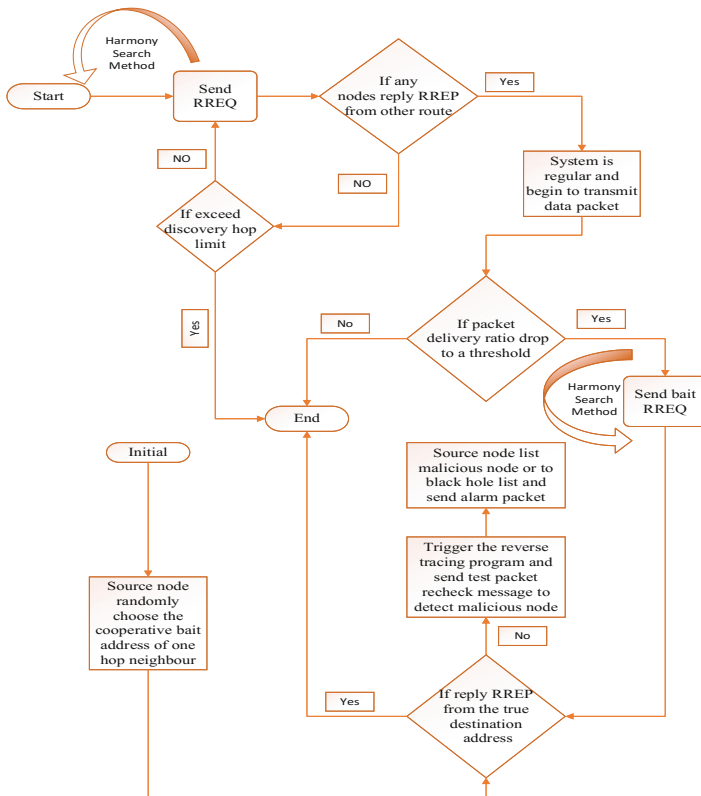 Harmony
Search
Method
Start
Send
RREQ
If any
nodes reply RREP
from other route
Yes
NO
NO
System is
regular and
begin to transmit
data packet
If exceed
discovery hop
limit
Yes
If packet
delivery ratio drop
to a threshold
No
Yes
Harmony
Search
Method
Send bait
RREQ
End
Initial
Source node list
malicious node or to
black hole list and
send alarm packet
Trigger the reverse
tracing program and
send test packet
recheck message to
detect malicious node
Source node
randomly
choose the
cooperative bait
address of one
hop neighbour
No
Yes
If reply RREP
from the true
destination
address